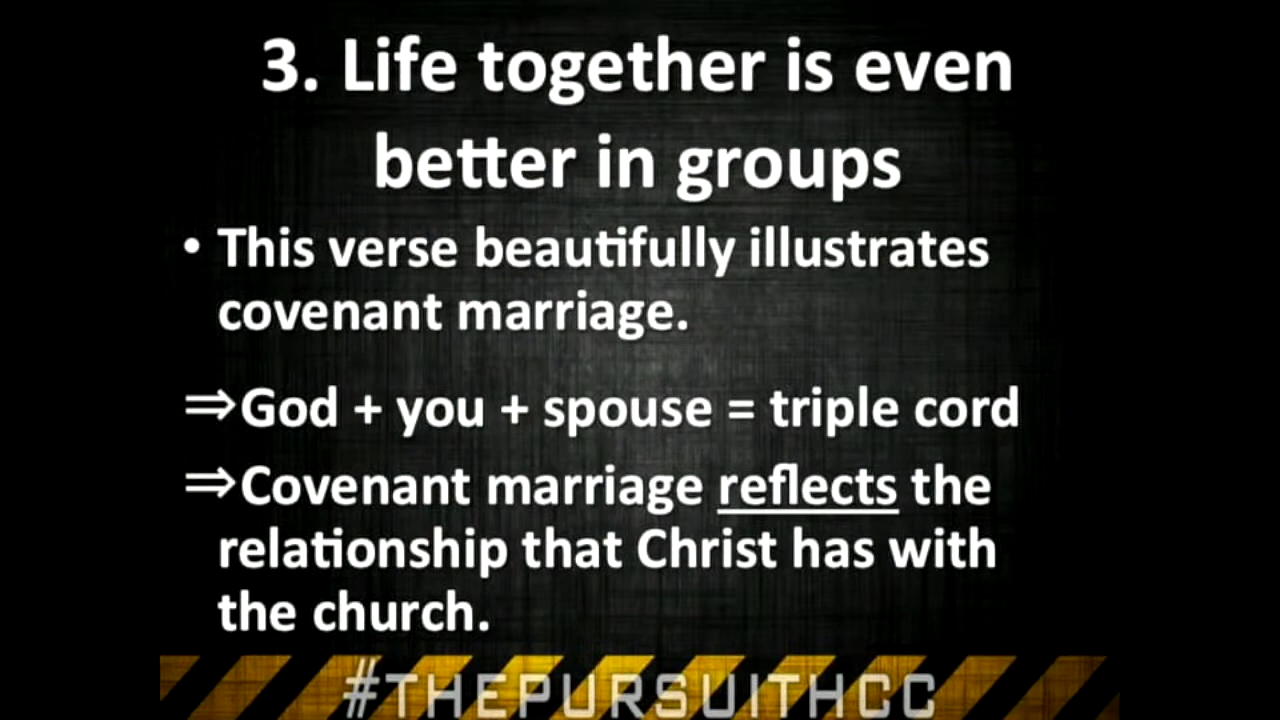 3. Life together is even
better in groups
• This verse beautifully illustrates
covenant marriage.
⇒God + you + spouse = triple cord
⇒Covenant marriage reflects the
relationship that Christ has with
the church.
#THEPURSUITHCC